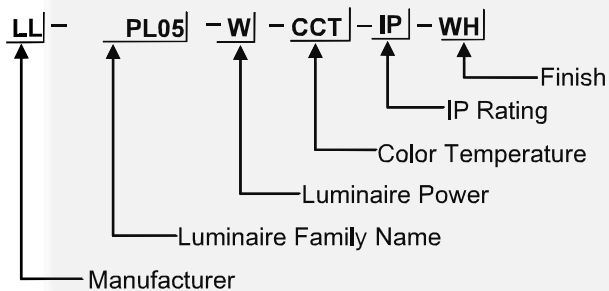 LL - PL05 - W - CCT - IP - WH
Finish
IP Rating
Color Temperature
Luminaire Power
Luminaire Family Name
Manufacturer